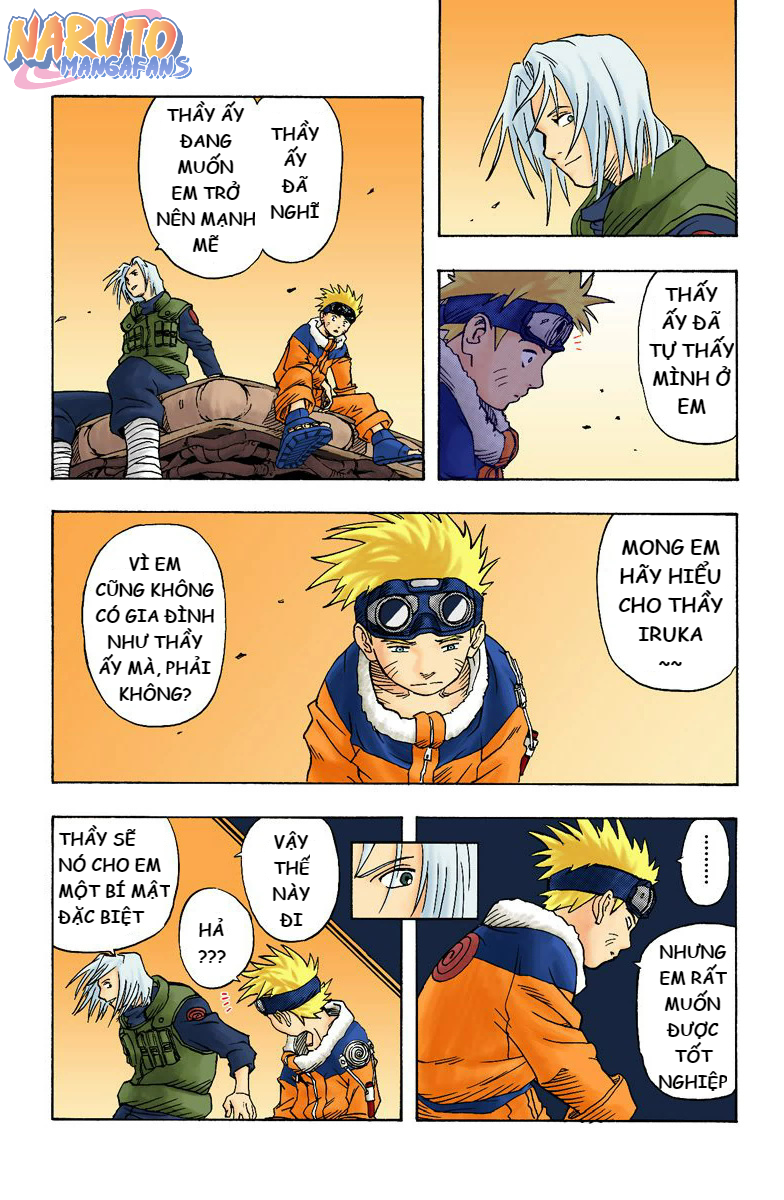 NARUTO
MANGAFANS
THẦY
ẤY
ĐÃ
NGHĨ
THẦY ẤY
ĐANG
MUỐN
EM TRỞ
NÊN MẠNH
MẼ
THẤY
ẤY ĐÃ
TỰ THẤY
MÌNH Ở
EM
MONG EM
HÃY HIỂU
CHO THẦY
IRUKA
~~
VÌ EM
CŨNG KHÔNG
CÓ GIA ĐÌNH
NHƯ THẦY
ẤY MÀ, PHẢI
KHÔNG?
........
NHƯNG
EM RẤT
MUỐN
ĐƯỢC
TỐT
NGHIỆP
VẬY
THẾ
NÀY
ĐI
HẢ
???
THẦY SẼ
NÓ CHO EM
MỘT BÍ MẬT
ĐẶC BIỆT